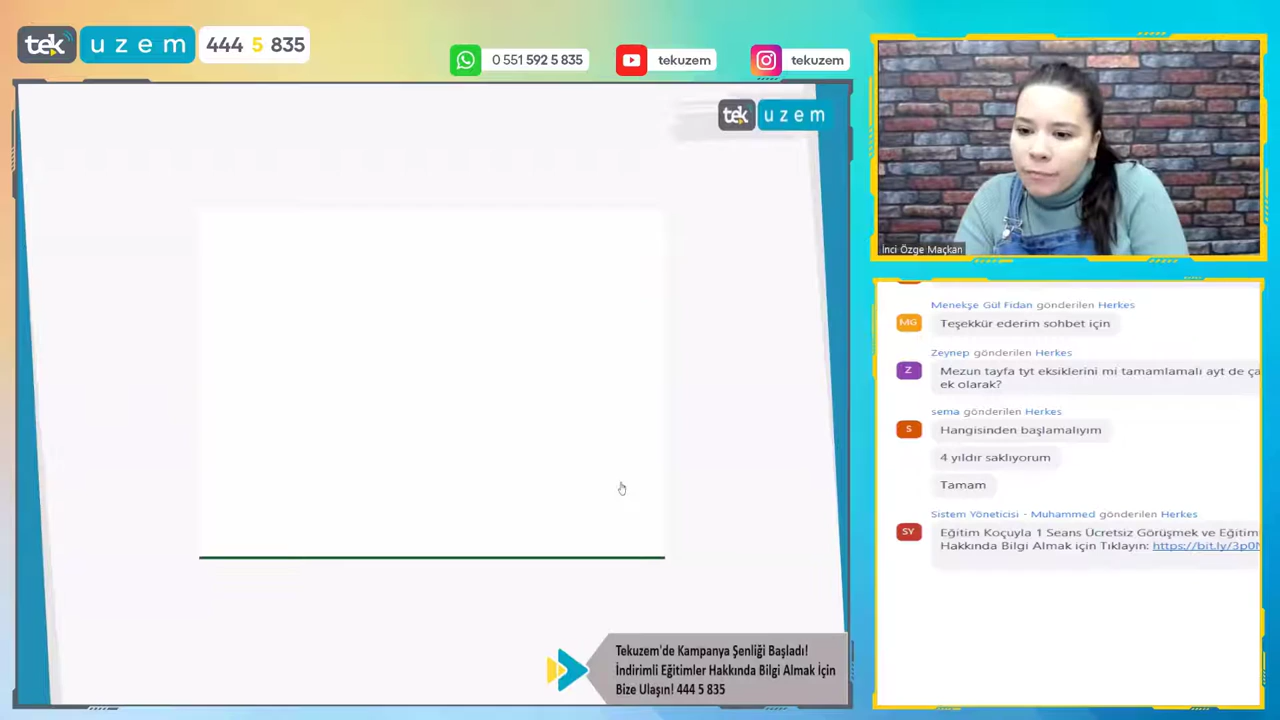 tek uzem 444 5 835
0 551 592 5 835
tekuzem
tekuzem
tek uzem
İnci Özge Maçkan
Menekşe Gül Fidan gönderilen Herkes
MG
Teşekkür ederim sohbet için
Zeynep gönderilen Herkes
Z
Mezun tayfa tyt eksiklerini mi tamamlamalı ayt de ça
ek olarak?
sema gönderilen Herkes
S
Hangisinden başlamalıyım
4 yıldır saklıyorum
Tamam
Sistem Yöneticisi - Muhammed gönderilen Herkes
SY
Eğitim Koçuyla 1 Seans Ücretsiz Görüşmek ve Eğitim
Hakkında Bilgi Almak için Tıklayın: https://bit.ly/3p0
Tekuzem'de Kampanya Şenliği Başladı!
İndirimli Eğitimler Hakkında Bilgi Almak İçin
Bize Ulaşın! 444 5 835